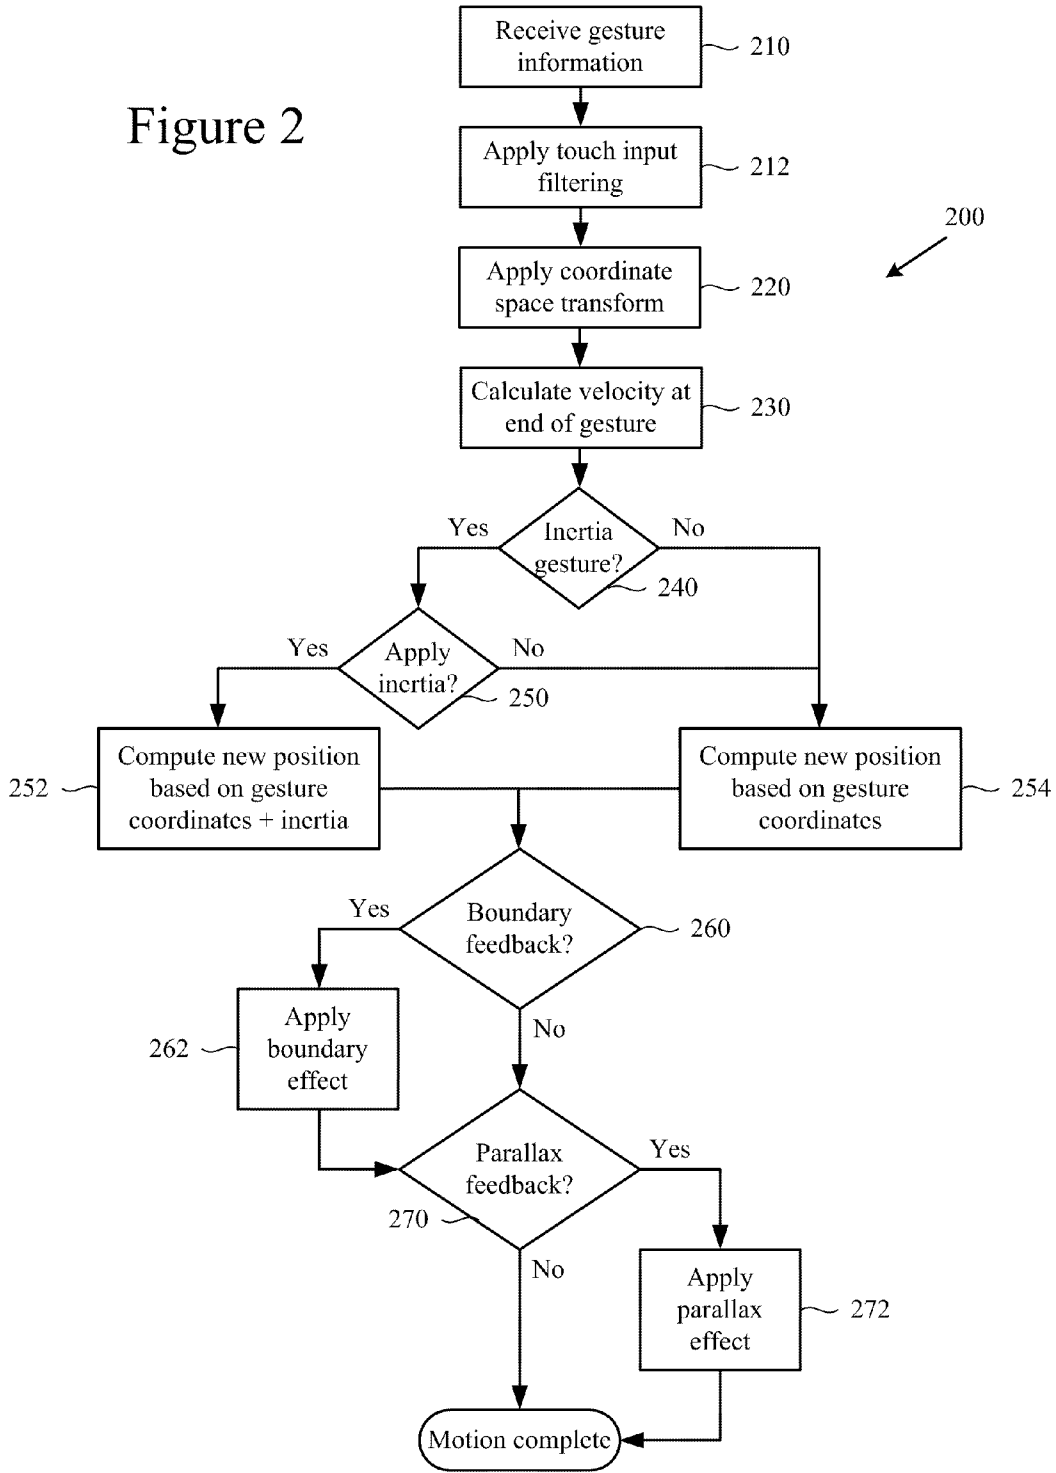 Figure 2
200
Receive gesture
information
210
Apply touch input
filtering
212
Apply coordinate
space transform
220
Calculate velocity at
end of gesture
230
Inertia
gesture?
240
Yes
No
Apply
inertia?
250
Yes
No
Compute new position
based on gesture
coordinates + inertia
252
Compute new position
based on gesture
coordinates
254
Boundary
feedback?
260
Yes
No
Apply
boundary
effect
262
Parallax
feedback?
270
Yes
No
Apply
parallax
effect
272
Motion complete